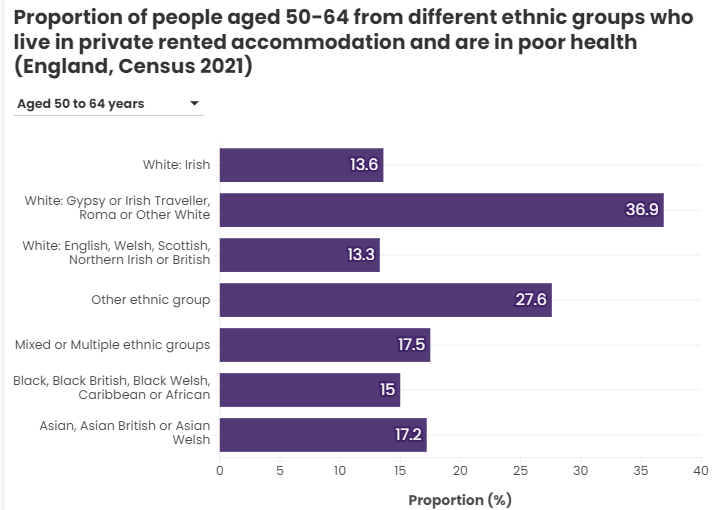 Proportion of people aged 50-64 from different ethnic groups who
live in private rented accommodation and are in poor health
(England, Census 2021)
Aged 50 to 64 years
White: Irish
13.6
White: Gypsy or Irish Traveller,
Roma or Other White
36.9
White: English, Welsh, Scottish,
Northern Irish or British
13.3
Other ethnic group
27.6
Mixed or Multiple ethnic groups
17.5
Black, Black British, Black Welsh,
Caribbean or African
15
Asian, Asian British or Asian
Welsh
17.2
0 5 10 15 20 25 30 35 40
Proportion (%)